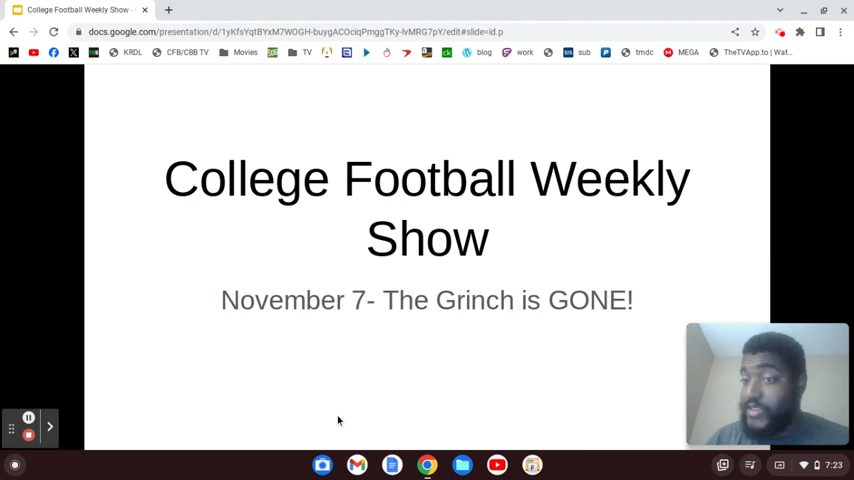 College Football Weekly Show -
docs.google.com/presentation/d/1yKfsYqtBYxM7WOGH-buygACOciqPmggTKy-lvMRG7pY/edit#slide=id.p
KRDL CFB/CBB TV Movies TV blog work sub tmdc MEGA TheTVApp.to | Wat...
College Football Weekly
Show
November 7- The Grinch is GONE!
7:23